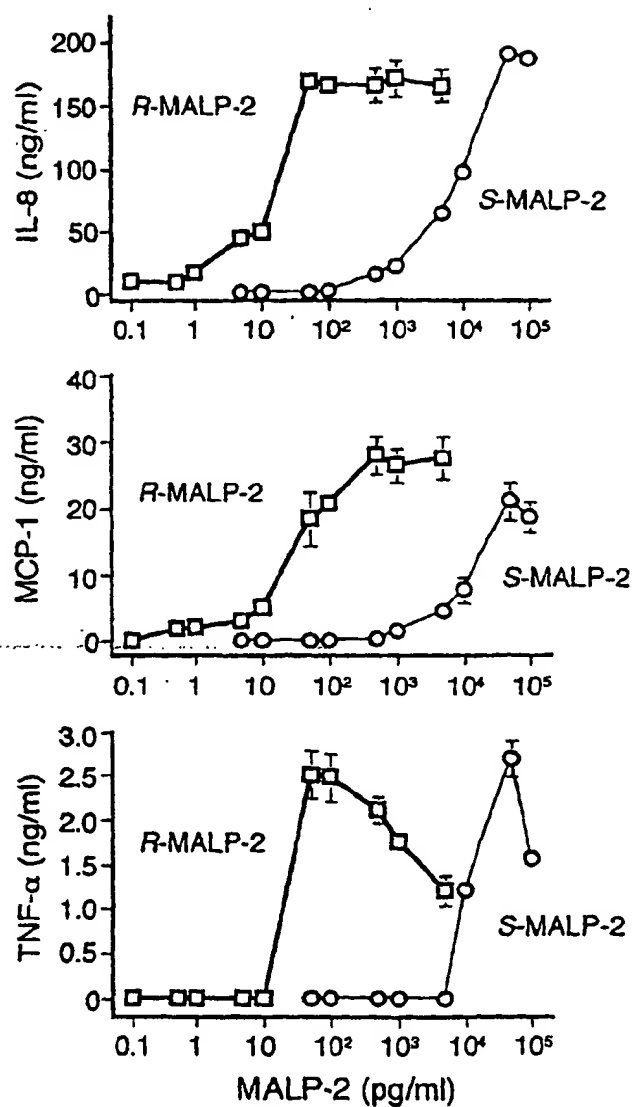 IL-8 (ng/ml)
200
150
100
50
0
R-MALP-2
S-MALP-2
0.1 1 10 10² 10³ 10⁴ 10⁵
MCP-1 (ng/ml)
40
30
20
10
0
R-MALP-2
S-MALP-2
0.1 1 10 10² 10³ 10⁴ 10⁵
TNF-α (ng/ml)
3.0
2.5
2.0
1.5
1.0
0.5
0
R-MALP-2
S-MALP-2
0.1 1 10 10² 10³ 10⁴ 10⁵
MALP-2 (pg/ml)